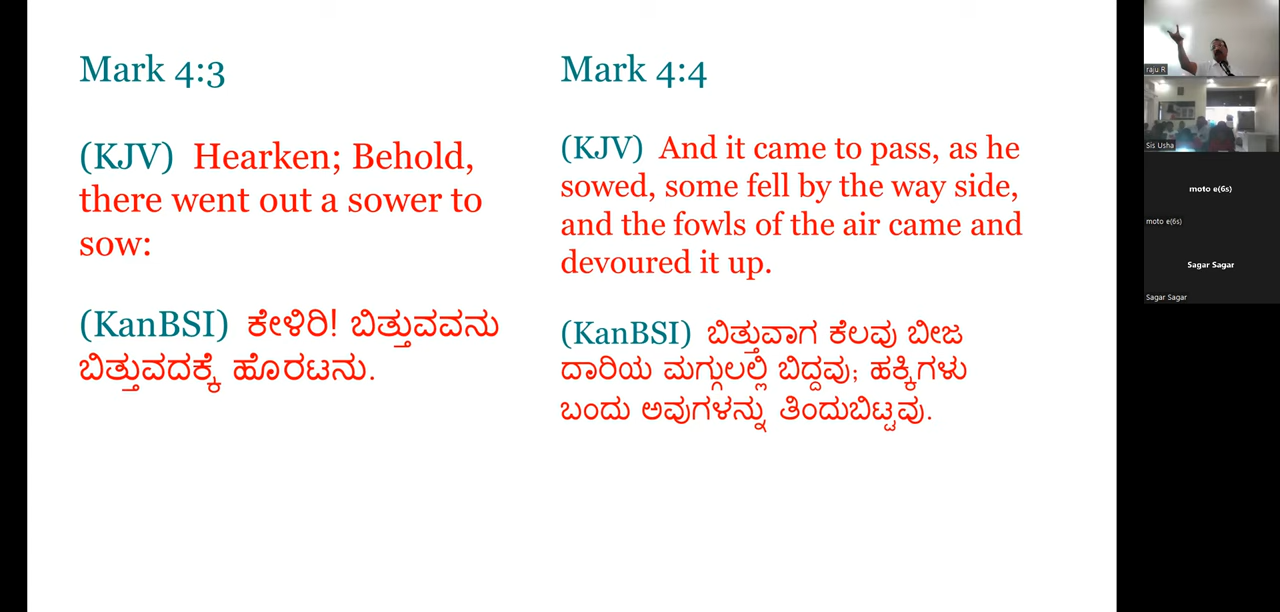 Mark 4:3
(KJV) Hearken; Behold,
there went out a sower to
sow:
(KanBSI) ಕೇಳಿರಿ! ಬಿತ್ತುವವನು
ಬಿತ್ತುವದಕ್ಕೆ ಹೊರಟನು.
Mark 4:4
(KJV) And it came to pass, as he
sowed, some fell by the way side,
and the fowls of the air came and
devoured it up.
(KanBSI) ಬಿತ್ತುವಾಗ ಕೆಲವು ಬೀಜ
ದಾರಿಯ ಮಗ್ಗುಲಲ್ಲಿ ಬಿದ್ದವು; ಹಕ್ಕಿಗಳು
ಬಂದು ಅವುಗಳನ್ನು ತಿಂದುಬಿಟ್ಟವು.
raju R
Sis Usha
moto e(6s)
moto e(6s)
Sagar Sagar
Sagar Sagar